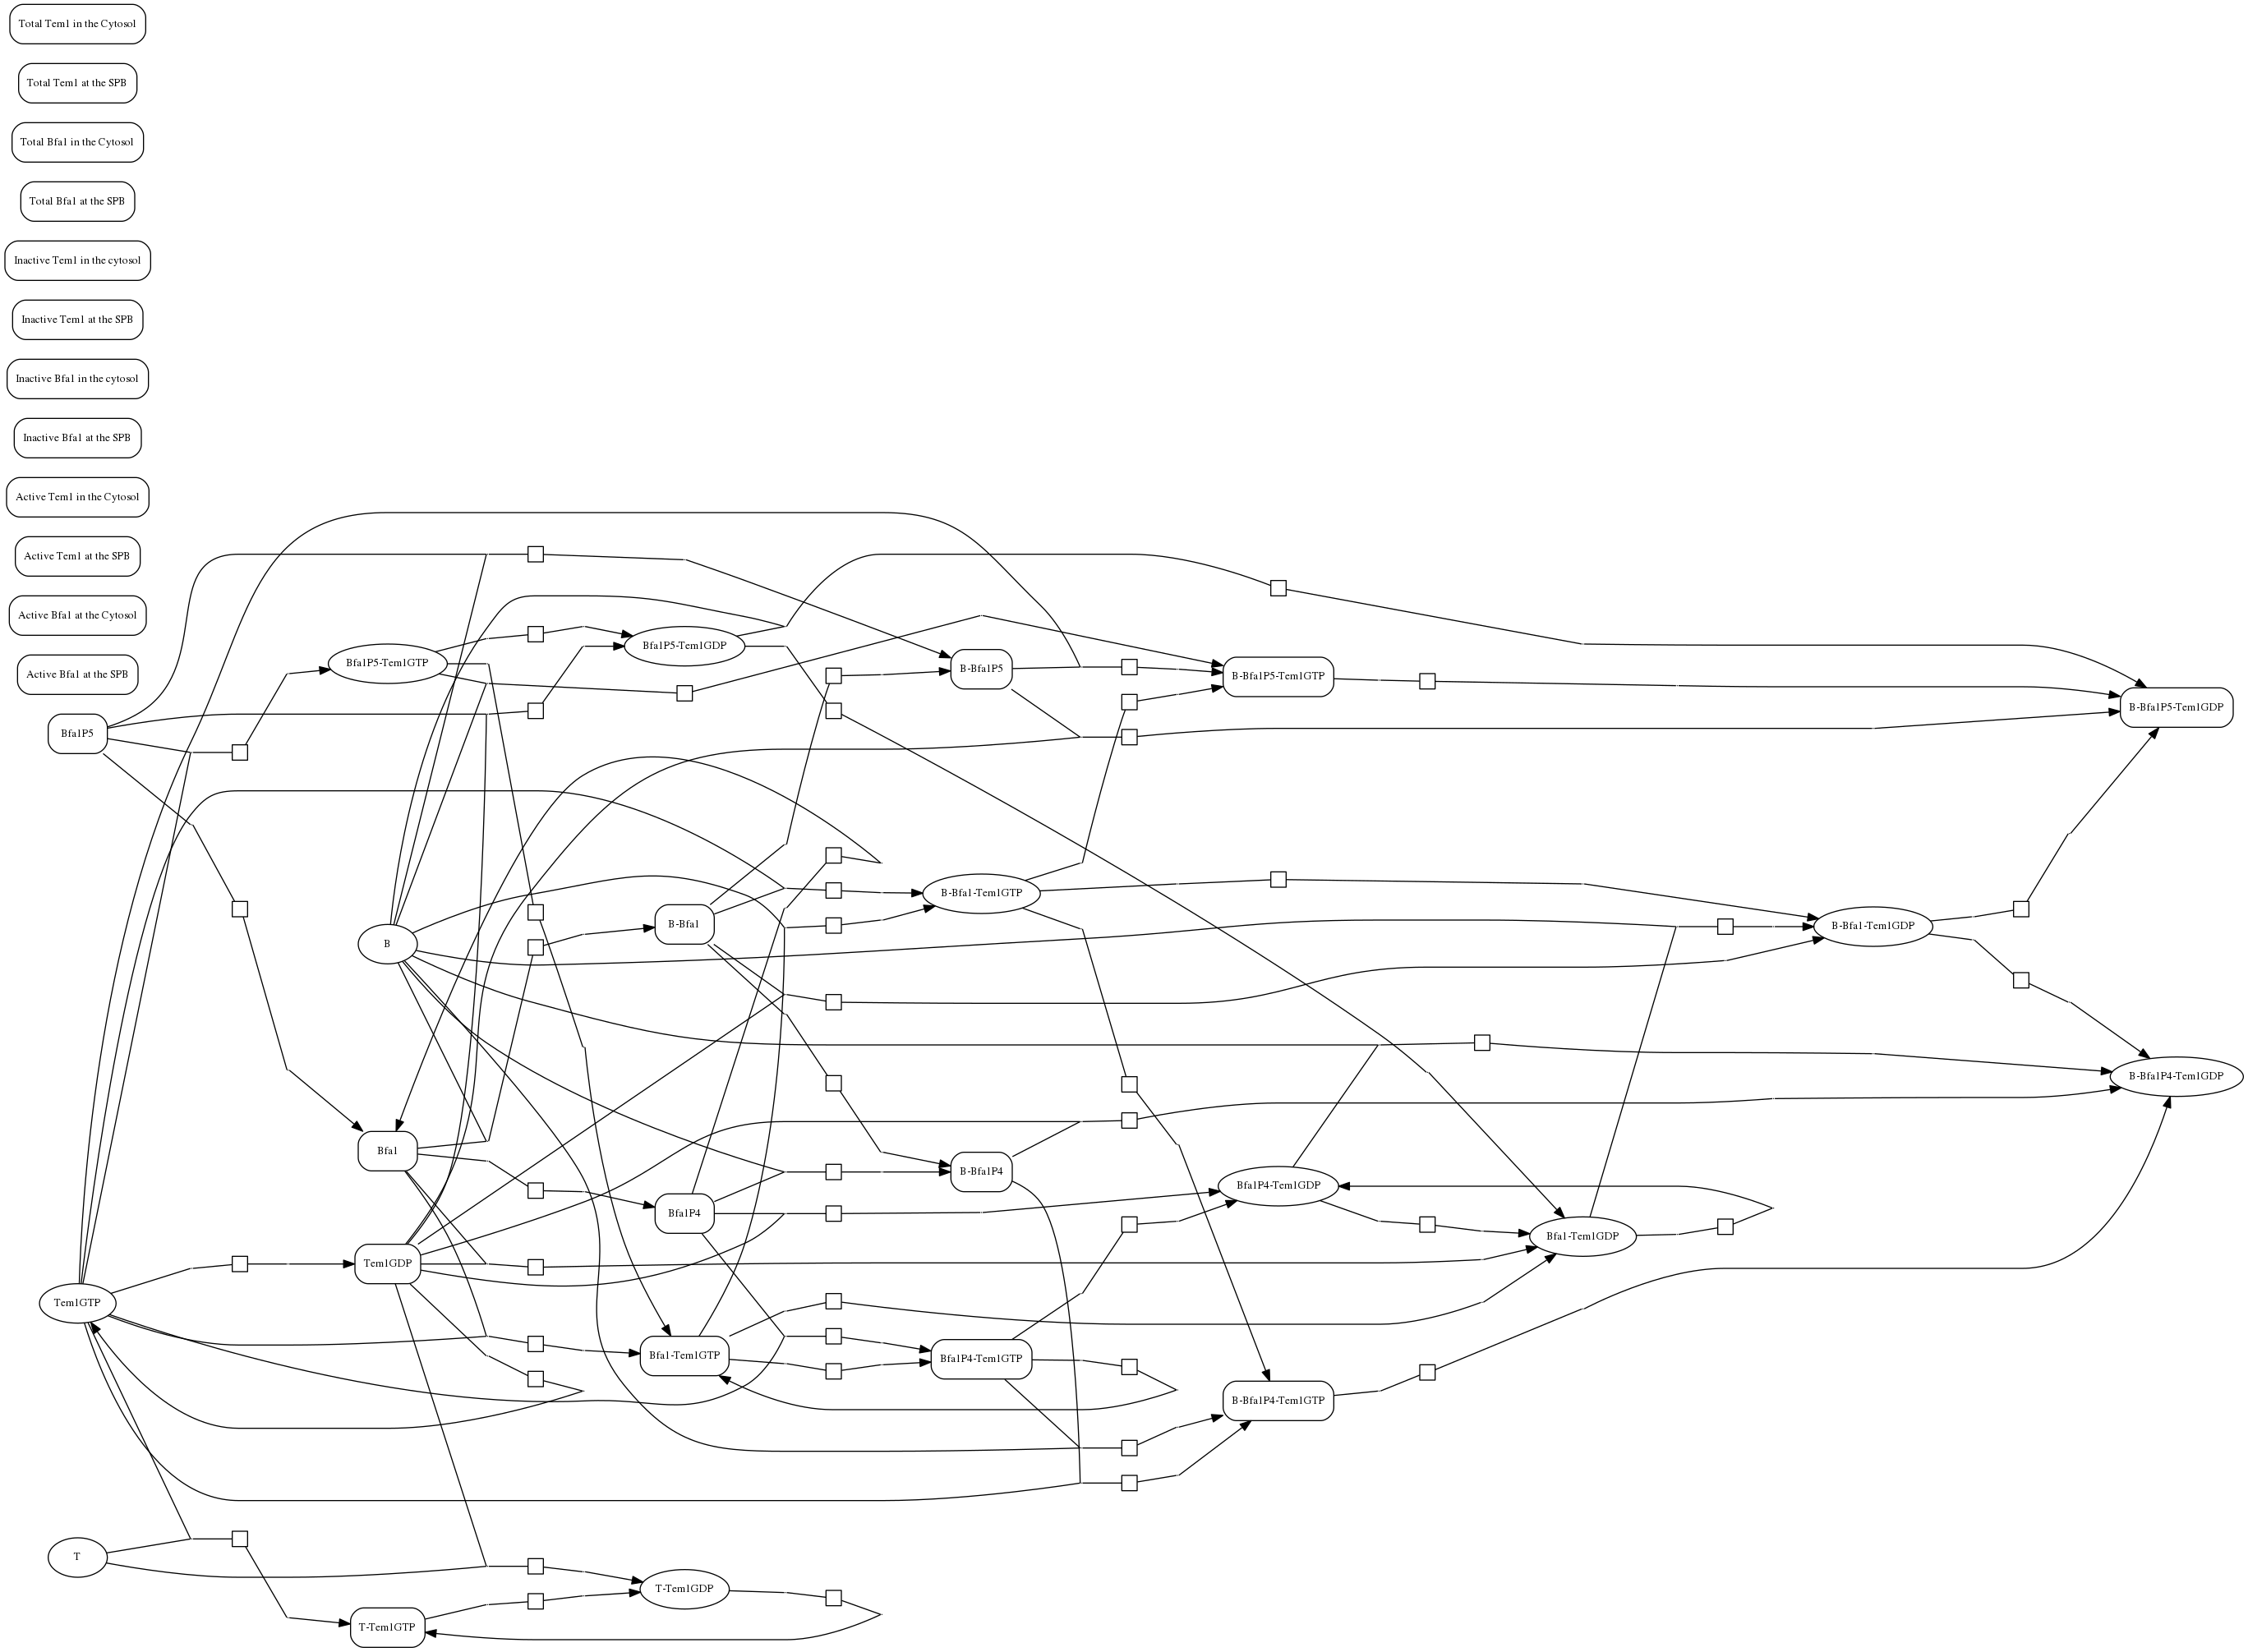 Total Tem1 in the Cytosol
Total Tem1 at the SPB
Total Bfa1 in the Cytosol
Total Bfa1 at the SPB
Inactive Tem1 in the cytosol
Inactive Tem1 at the SPB
Inactive Bfa1 in the cytosol
Inactive Bfa1 at the SPB
Active Tem1 in the Cytosol
Active Tem1 at the SPB
Active Bfa1 at the Cytosol
Active Bfa1 at the SPB
Bfa1P5
Bfa1P5-Tem1GTP
Bfa1P5-Tem1GDP
B-Bfa1P5
B-Bfa1P5-Tem1GTP
B-Bfa1P5-Tem1GDP
B
B-Bfa1
B-Bfa1-Tem1GTP
B-Bfa1-Tem1GDP
B-Bfa1P4-Tem1GDP
Bfa1
Bfa1P4
B-Bfa1P4
Bfa1P4-Tem1GDP
Bfa1-Tem1GDP
Tem1GDP
Tem1GTP
Bfa1-Tem1GTP
Bfa1P4-Tem1GTP
B-Bfa1P4-Tem1GTP
T
T-Tem1GDP
T-Tem1GTP